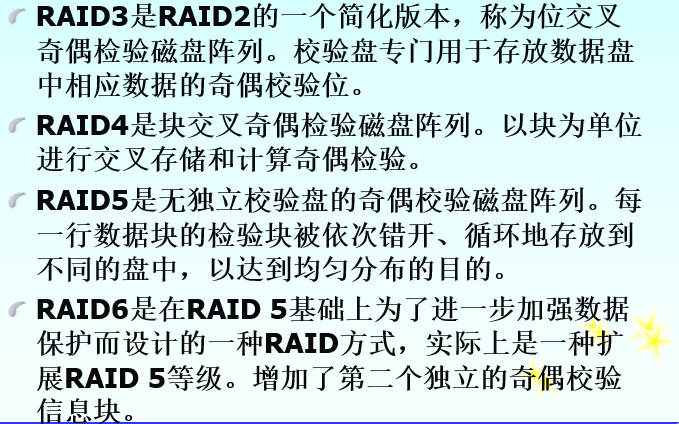 RAID3是RAID2的一个简化版本，称为位交叉
奇偶检验磁盘阵列。校验盘专门用于存放数据盘
中相应数据的奇偶校验位。
RAID4是块交叉奇偶检验磁盘阵列。以块为单位
进行交叉存储和计算奇偶检验。
RAID5是无独立校验盘的奇偶校验磁盘阵列。每
一行数据块的检验块被依次错开、循环地存放到
不同的盘中，以达到均匀分布的目的。
RAID6是在RAID 5基础上为了进一步加强数据
保护而设计的一种RAID方式，实际上是一种扩
展RAID 5等级。增加了第二个独立的奇偶校验
信息块。